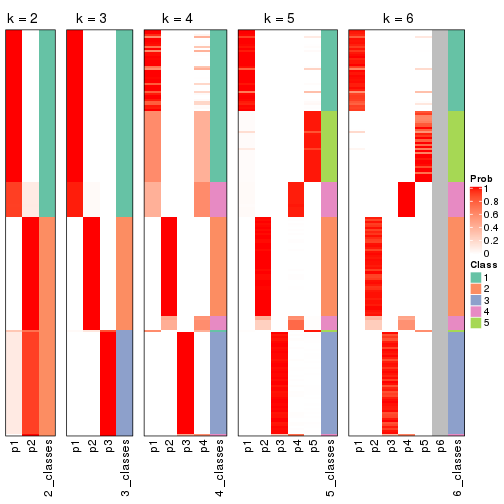 k = 2
k = 3
k = 4
k = 5
k = 6
Prob
1
0.8
0.6
0.4
0.2
0
Class
1
2
3
4
5
p1
p2
2_classes
p1
p2
p3
3_classes
p1
p2
p3
p4
4_classes
p1
p2
p3
p4
p5
5_classes
p1
p2
p3
p4
p5
p6
6_classes